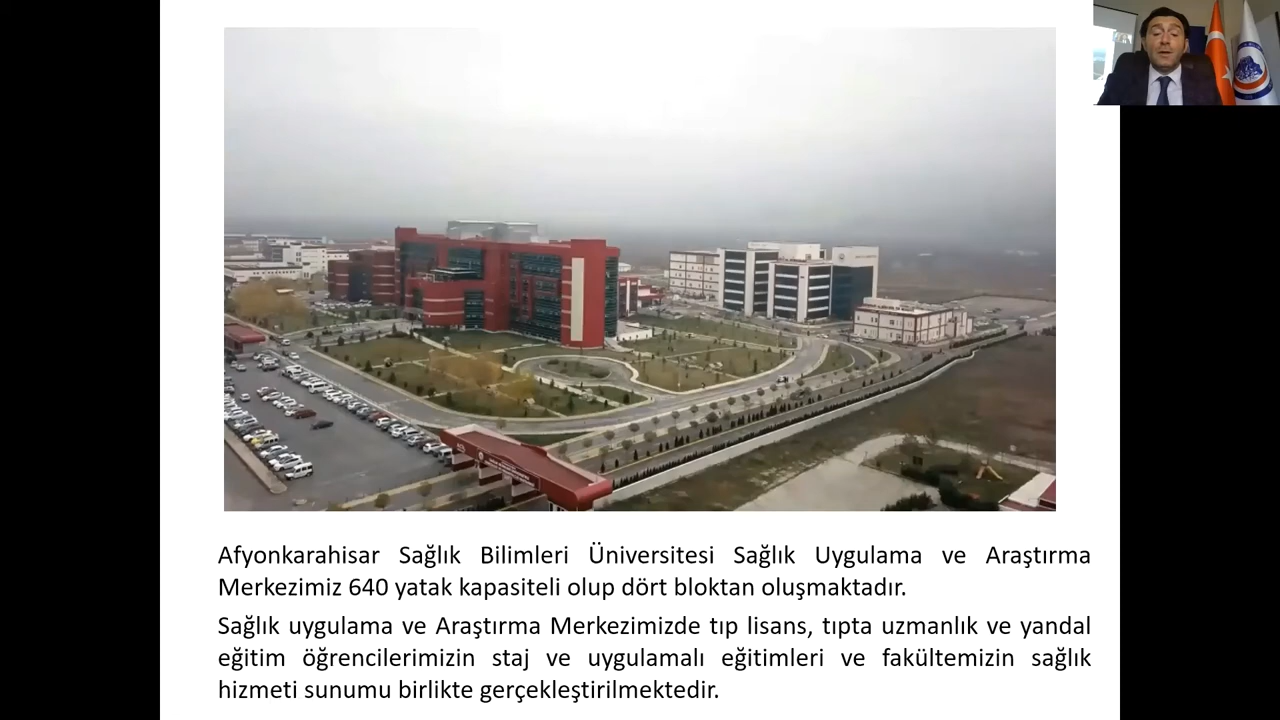 Afyonkarahisar Sağlık Bilimleri Üniversitesi Sağlık Uygulama ve Araştırma
Merkezimiz 640 yatak kapasiteli olup dört bloktan oluşmaktadır.
Sağlık uygulama ve Araştırma Merkezimizde tıp lisans, tıpta uzmanlık ve yandal
eğitim öğrencilerimizin staj ve uygulamalı eğitimleri ve fakültemizin sağlık
hizmeti sunumu birlikte gerçekleştirilmektedir.